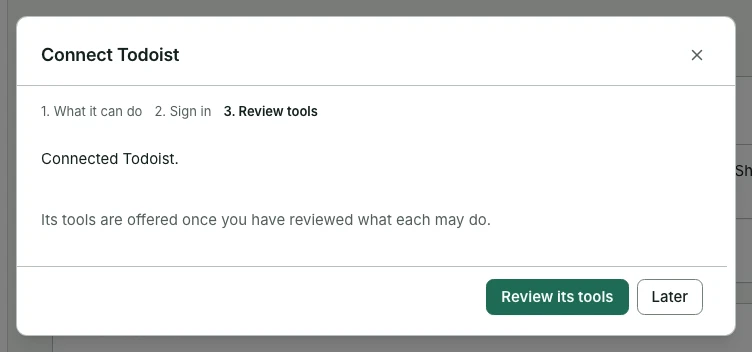 Connect Todoist
1. What it can do 2. Sign in 3. Review tools
Connected Todoist.
Sh
Its tools are offered once you have reviewed what each may do.
Review its tools Later